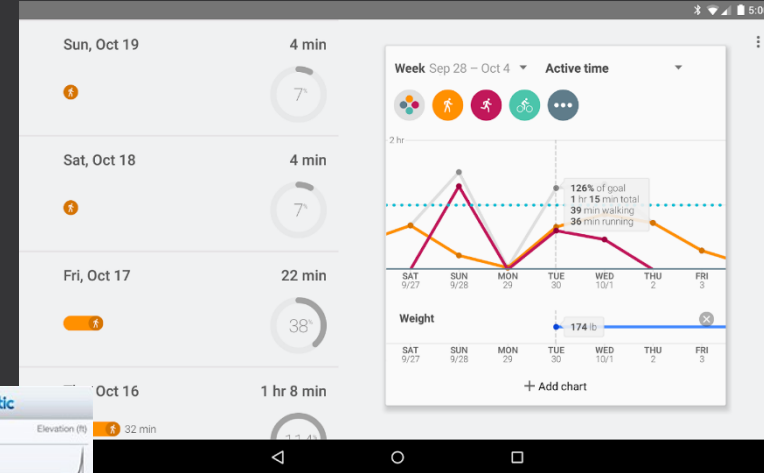 5:0
Sun, Oct 19
4 min
7%
Sat, Oct 18
4 min
7%
Fri, Oct 17
22 min
38%
Oct 16
1 hr 8 min
32 min
tic
Elevation (ft)
Week Sep 28 – Oct 4
Active time
2 hr
126% of goal
1 hr 15 min total
39 min walking
36 min running
SAT SUN MON TUE WED THU FRI
9/27 9/28 29 30 10/1 2 3
Weight
174 lb
SAT SUN MON TUE WED THU FRI
9/27 9/28 29 30 10/1 2 3
+ Add chart